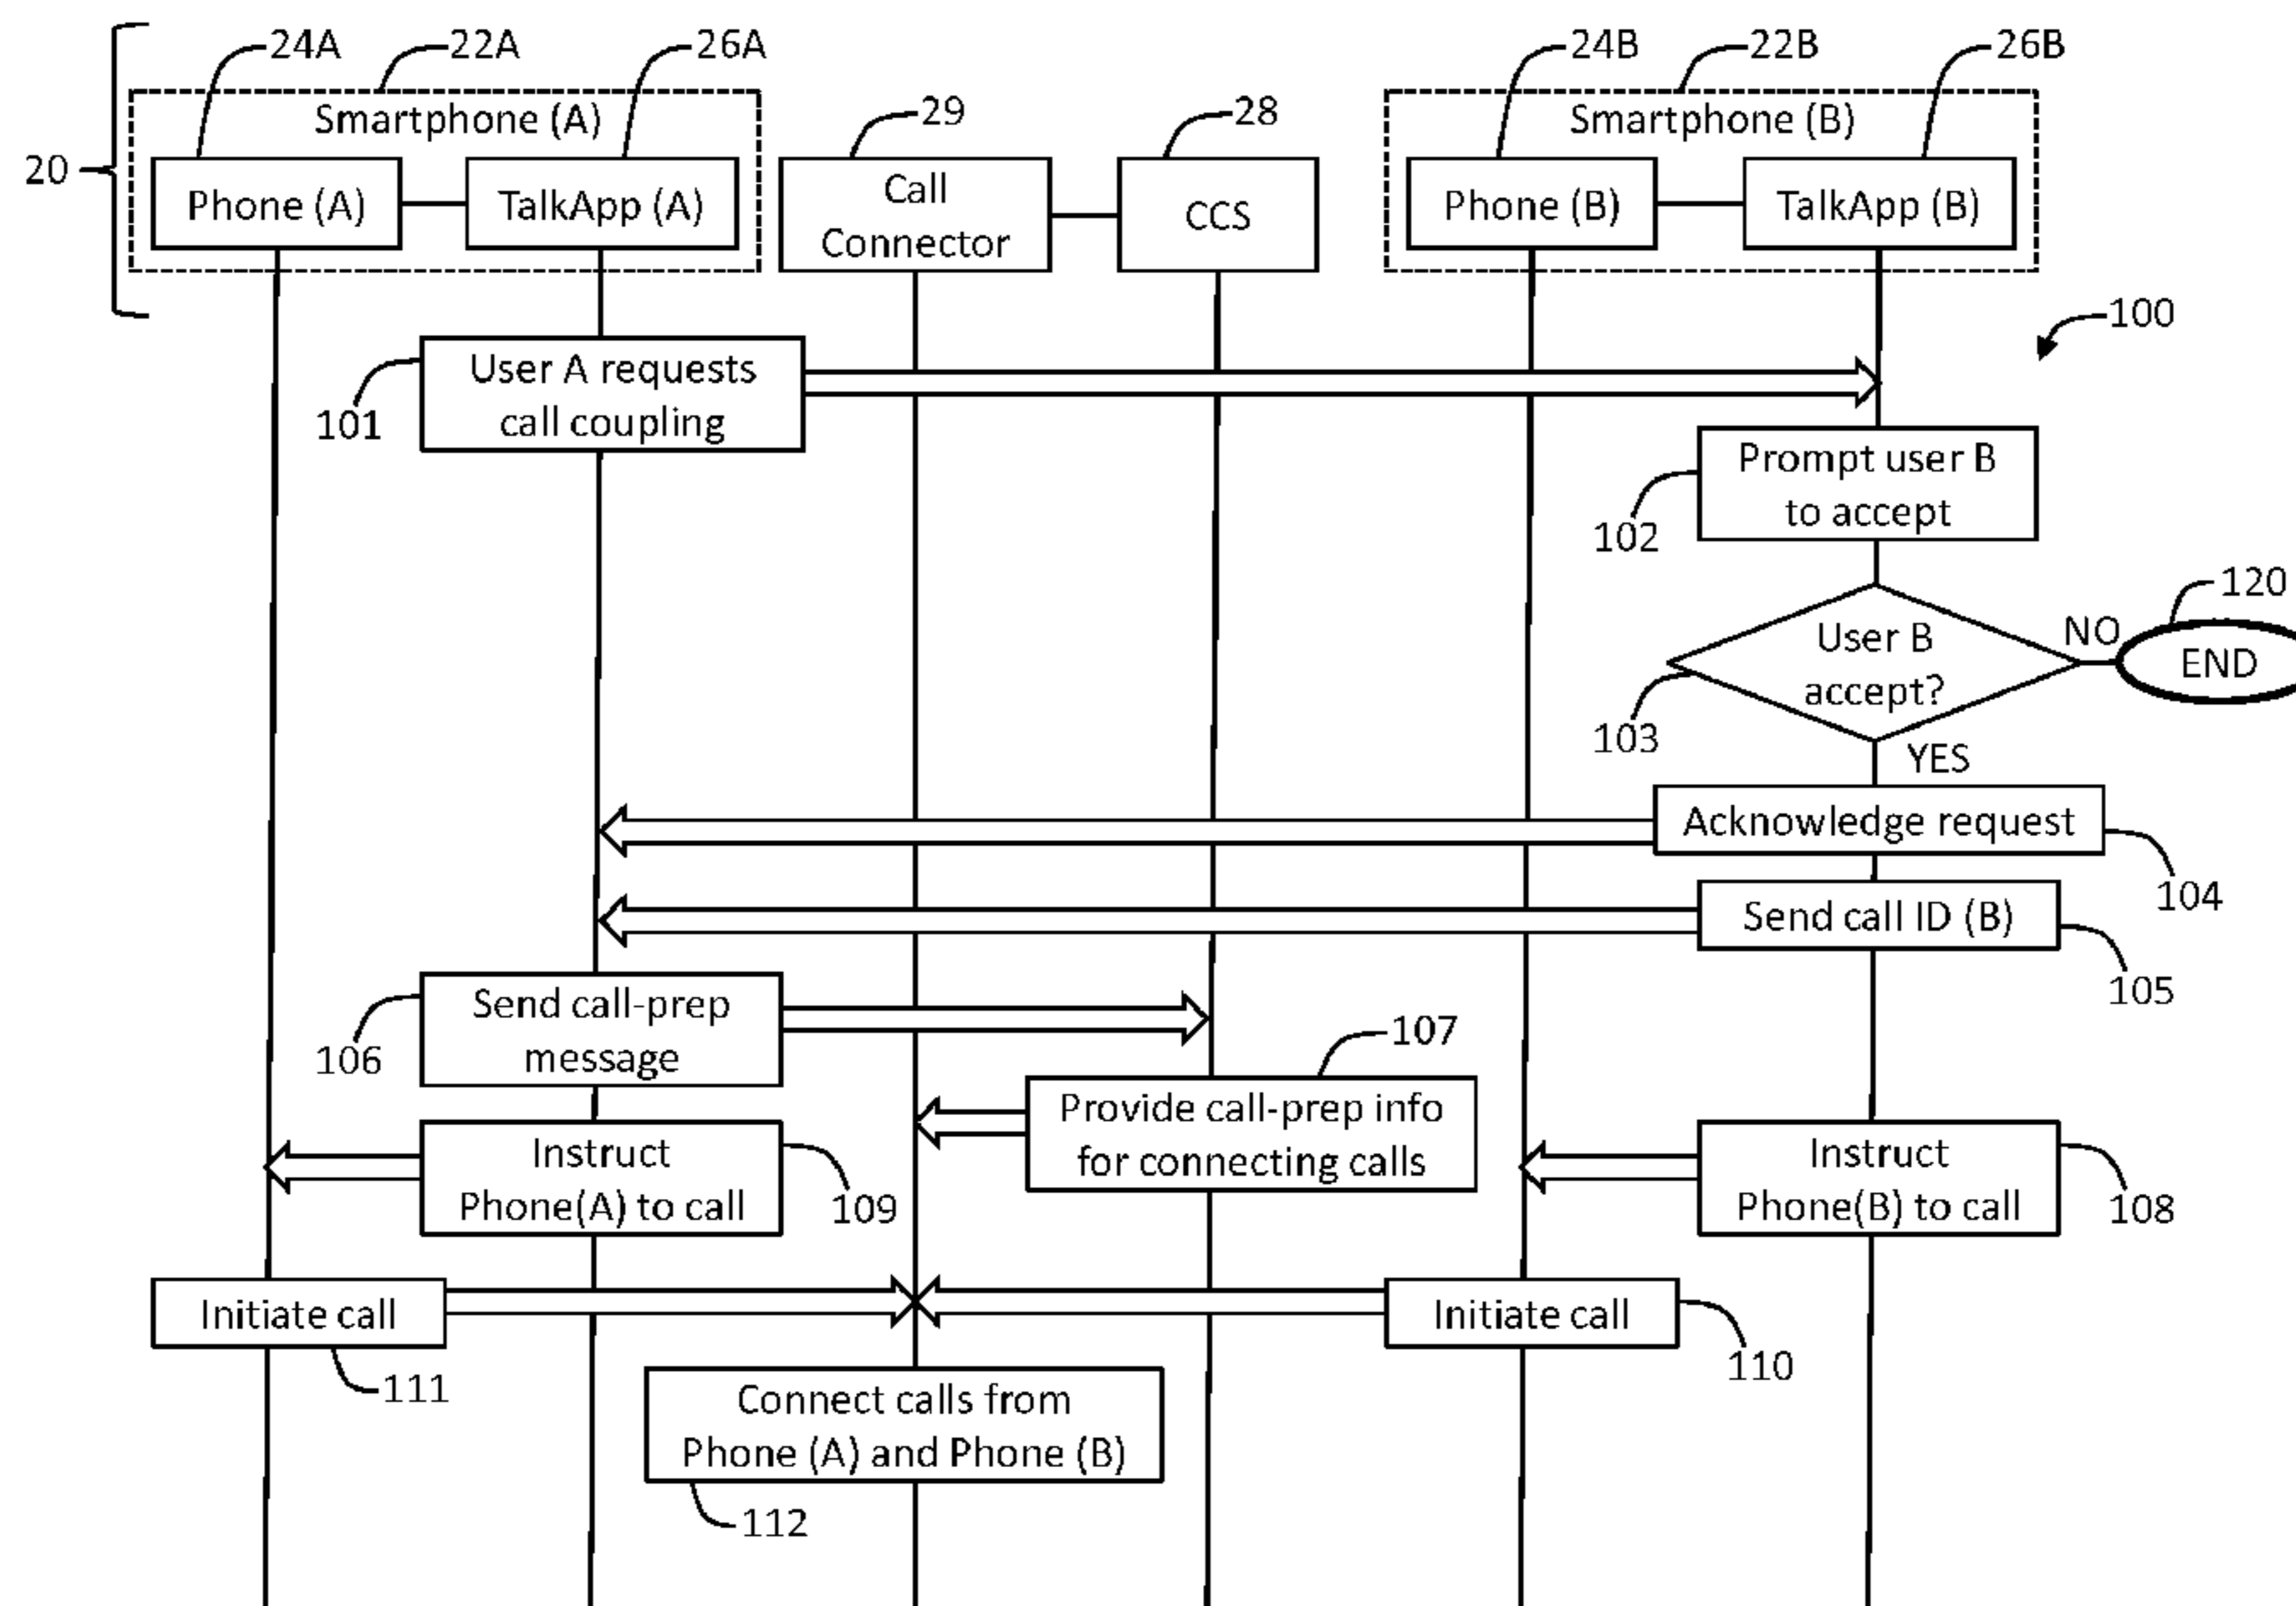 24A
22A
26A
24B
22B
26B
Smartphone (A)
29
28
Smartphone (B)
20
Phone (A)
TalkApp (A)
Call
Connector
CCS
Phone (B)
TalkApp (B)
100
User A requests
call coupling
101
Prompt user B
to accept
102
120
User B
accept?
NO
END
103
YES
Acknowledge request
104
Send call ID (B)
105
Send call-prep
message
106
107
Provide call-prep info
for connecting calls
Instruct
Phone(A) to call
109
Instruct
Phone(B) to call
108
Initiate call
111
Initiate call
110
Connect calls from
Phone (A) and Phone (B)
112